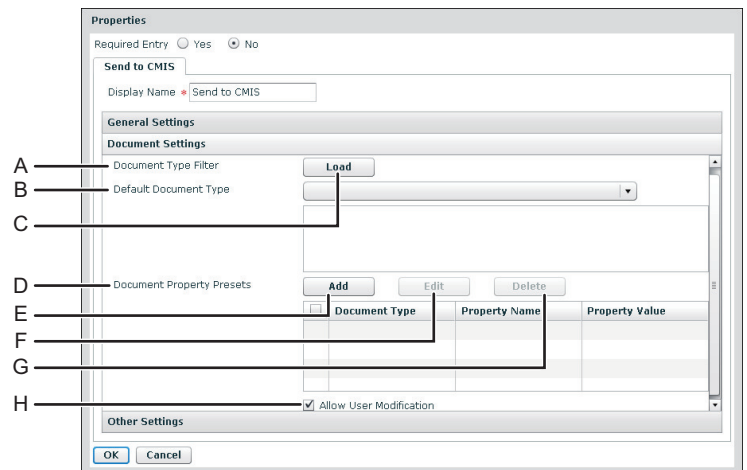 Properties
Required Entry Yes No
Send to CMIS
Display Name * Send to CMIS
General Settings
Document Settings
A Document Type Filter Load
B Default Document Type
C
D Document Property Presets Add Edit Delete
E Document Type Property Name Property Value
F
G
H Allow User Modification
Other Settings
OK Cancel